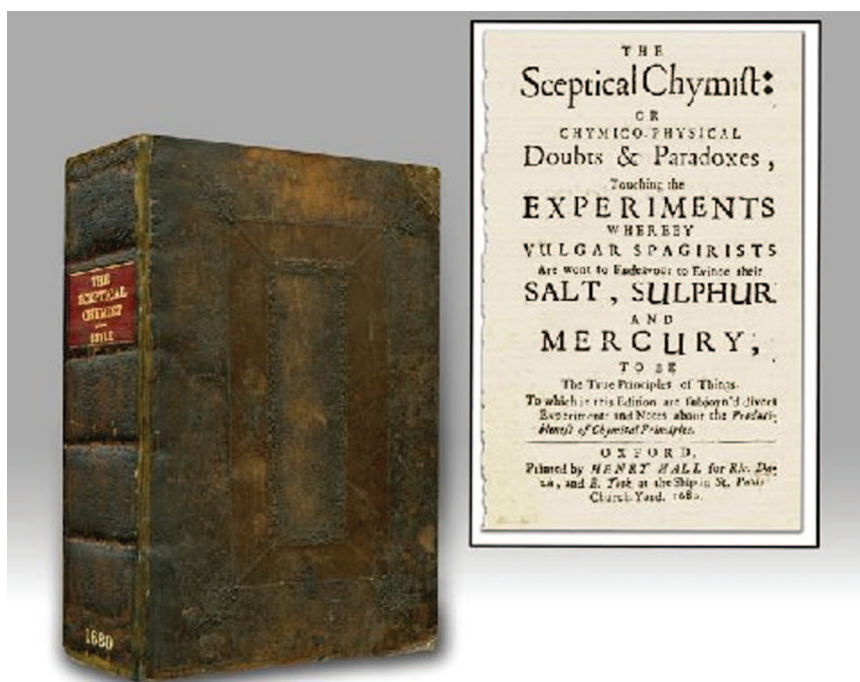 THE
SCEPTICAL
CHYMIST
BOYLE
1680
THE
Sceptical Chymiſt:
OR
CHYMICO-PHYSICAL
Doubts & Paradoxes,
Touching the
EXPERIMENTS
WHEREBY
VULGAR SPAGIRISTS
Are wont to Endeavour to Evince their
SALT, SULPHUR
AND
MERCURY,
TO BE
The True Principles of Things.
To which in this Edition are ſubjoyn'd divers
Experiments and Notes about the Produci-
bleneſs of Chymical Principles.
OXFORD,
Printed by HENRY HALL for Ric. Da-
and B. Took at the Ship in St. Pauls
Church-Yard. 1680.